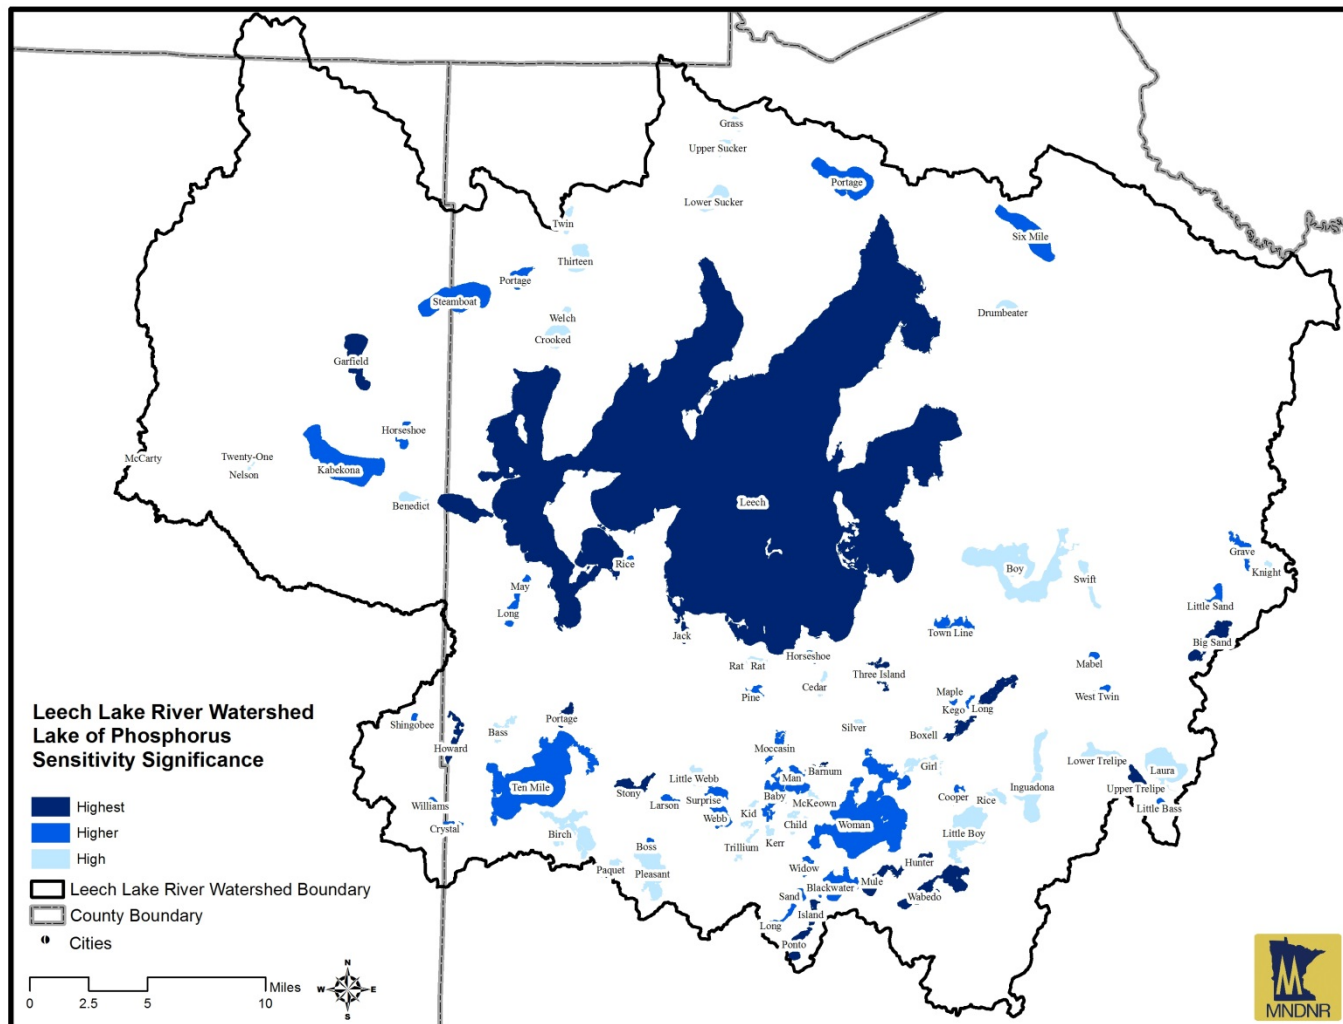 Grass
Upper Sucker
Portage
Lower Sucker
Twin
Six Mile
Thirteen
Portage
Steamboat
Drumbeater
Welch
Crooked
Garfield
Horseshoe
McCarty
Twenty-One
Kabekona
Nelson
Benedict
Leech
Rice
Boy
Grave
Knight
Swift
May
Long
Little Sand
Jack
Town Line
Big Sand
Rat Rat
Horseshoe
Three Island
Mabel
Cedar
Pine
Maple
Kego Long
West Twin
Leech Lake River Watershed
Lake of Phosphorus
Sensitivity Significance
Shingobee
Portage
Bass
Silver
Boxell
Howard
Moccasin
Lower Trelipe
Girl
Barnum
Laura
Little Webb
Man
Ten Mile
Stony
Inguadona
Upper Trelipe
Surprise
Baby
McKeown
Cooper
Rice
Larson
Little Bass
Highest
Williams
Webb
Kid
Child
Woman
Higher
Crystal
Birch
Boss
Trillium
Kerr
Little Boy
High
Paquet
Pleasant
Widow
Hunter
Mule
Blackwater
Wabedo
Leech Lake River Watershed Boundary
Sand
Island
County Boundary
Long
Ponto
Cities
Miles
0 2.5 5 10
N
W E
S
M
MNDNR